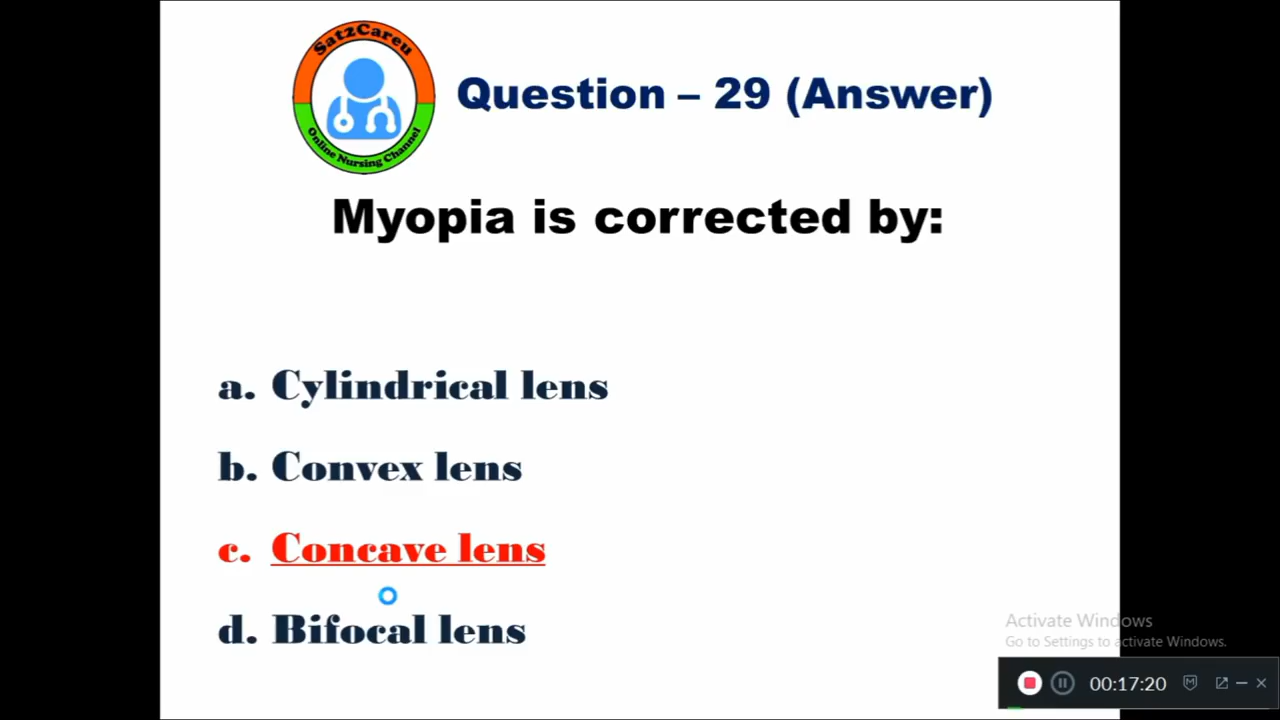 Sat2Careu
Online Nursing Channel
Question – 29 (Answer)
Myopia is corrected by:
a. Cylindrical lens
b. Convex lens
c. Concave lens
d. Bifocal lens
Activate Windows
Go to Settings to activate Windows.
00:17:20